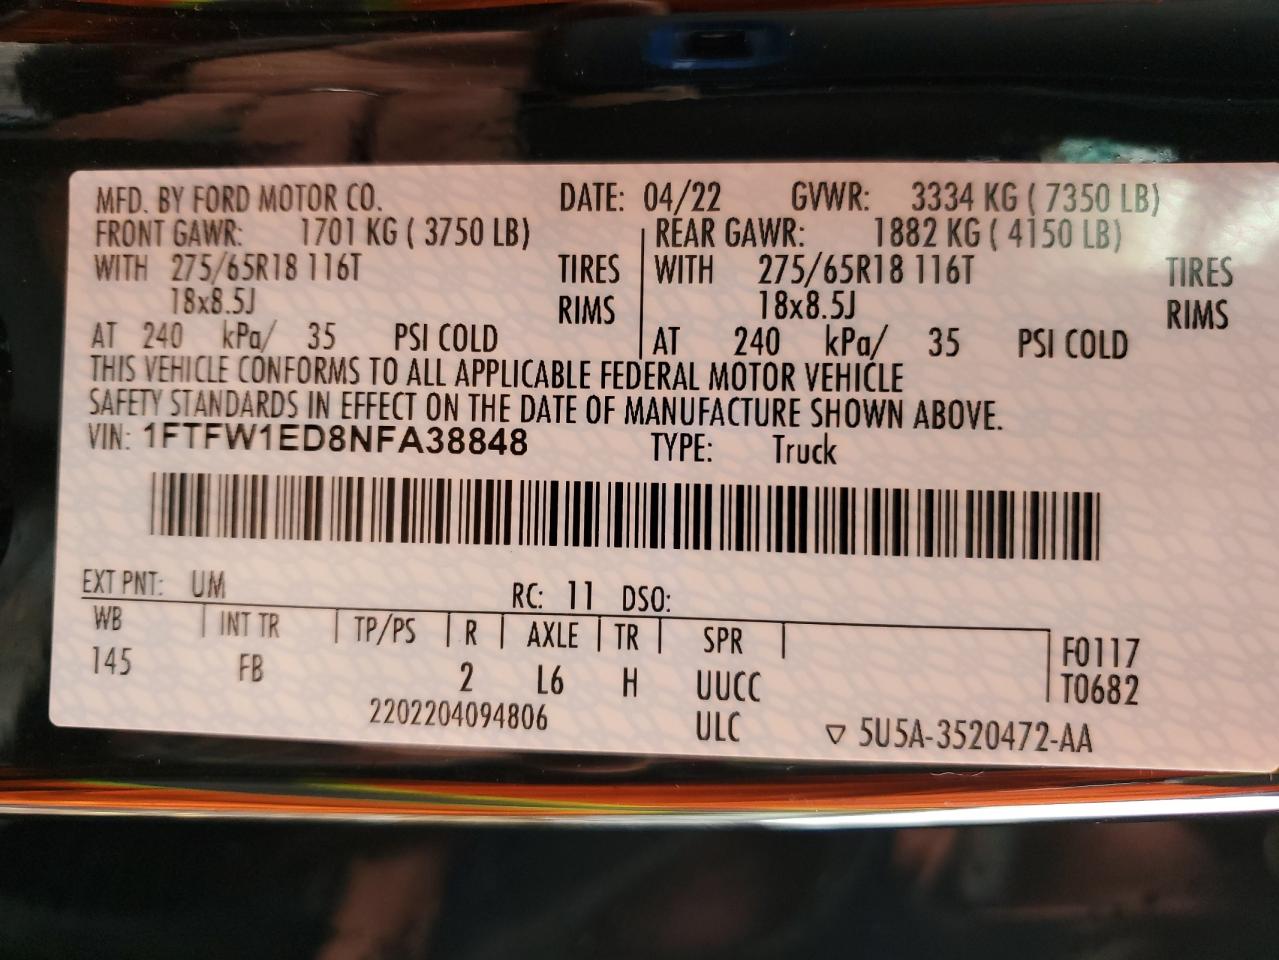 MFD. BY FORD MOTOR CO. DATE: 04/22 GVWR: 3334 KG ( 7350 LB)
FRONT GAWR: 1701 KG ( 3750 LB) REAR GAWR: 1882 KG ( 4150 LB)
WITH 275/65R18 116T TIRES WITH 275/65R18 116T TIRES
18x8.5J RIMS 18x8.5J RIMS
AT 240 kPa/ 35 PSI COLD AT 240 kPa/ 35 PSI COLD
THIS VEHICLE CONFORMS TO ALL APPLICABLE FEDERAL MOTOR VEHICLE
SAFETY STANDARDS IN EFFECT ON THE DATE OF MANUFACTURE SHOWN ABOVE.
VIN: 1FTFW1ED8NFA38848 TYPE: Truck
EXT PNT: UM RC: 11 DSO:
WB INT TR TP/PS R AXLE TR SPR F0117
145 FB 2 L6 H UUCC T0682
2202204094806 ULC ▽ 5U5A-3520472-AA